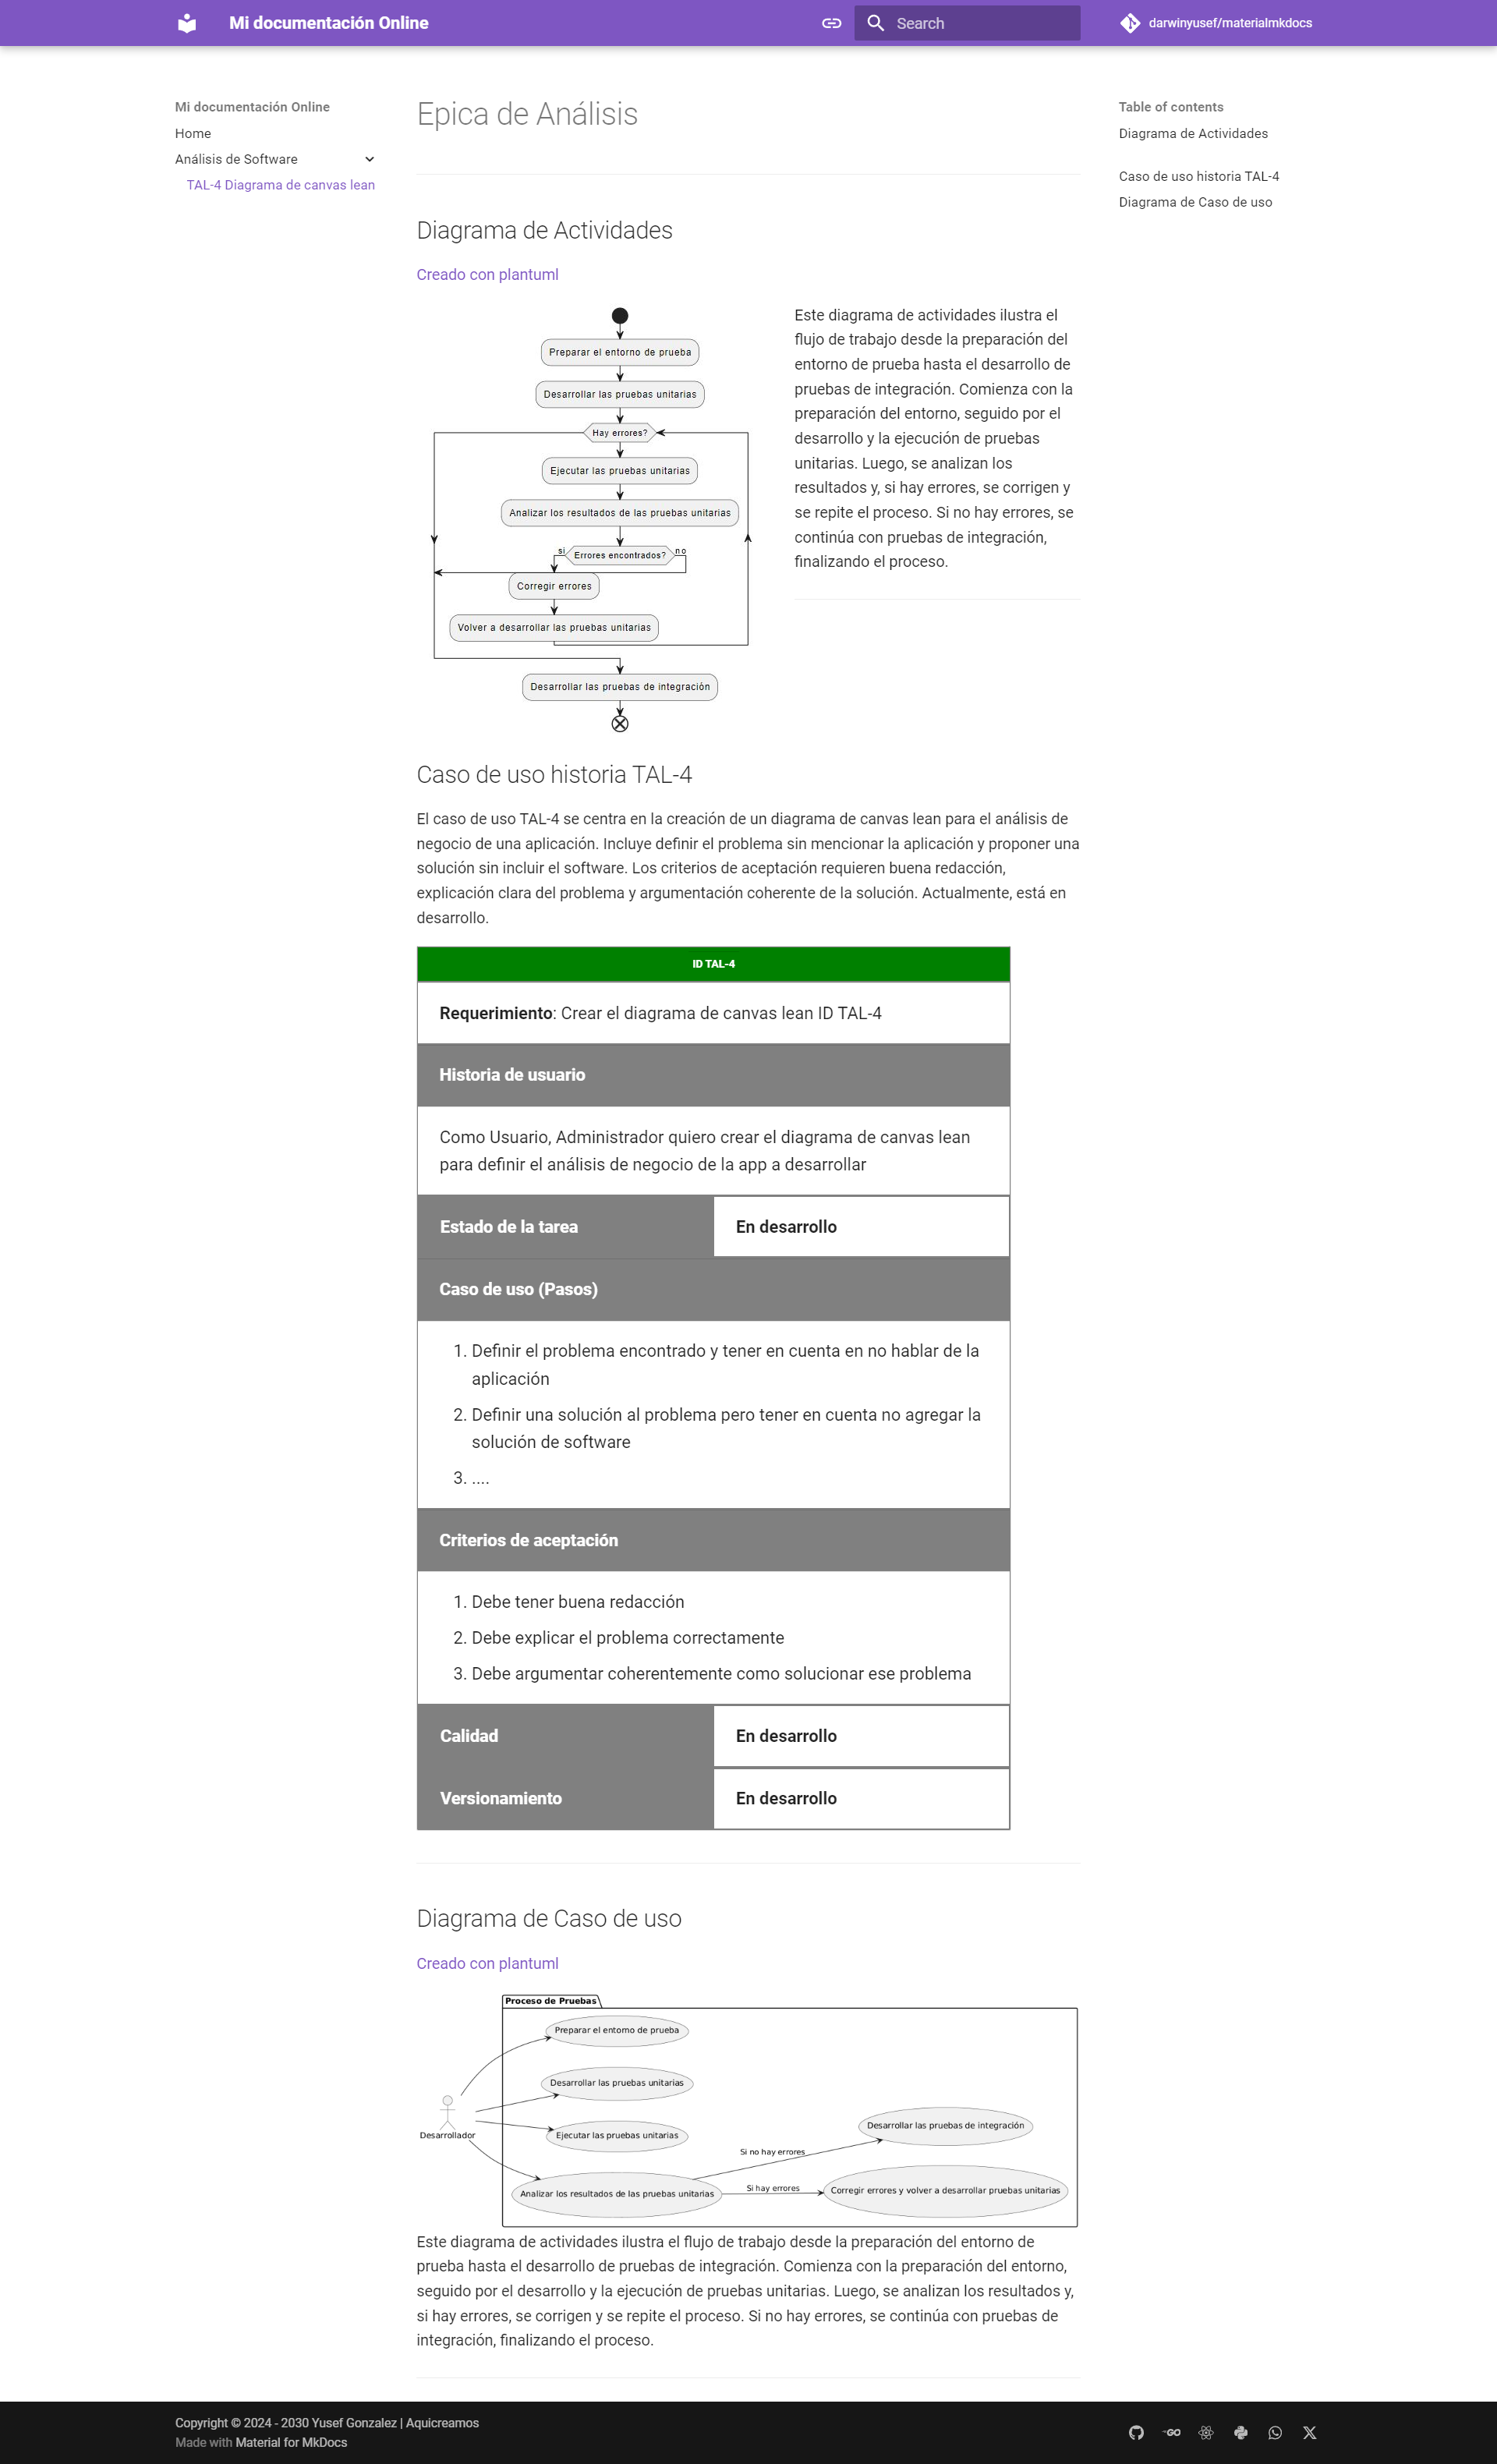 Mi documentación Online
Search
darwinyusef/materialmkdocs
Mi documentación Online
Home
Análisis de Software
TAL-4 Diagrama de canvas lean
Table of contents
Diagrama de Actividades
Caso de uso historia TAL-4
Diagrama de Caso de uso
Epica de Análisis
Diagrama de Actividades
Creado con plantuml
Preparar el entorno de prueba
Desarrollar las pruebas unitarias
Hay errores?
Ejecutar las pruebas unitarias
Analizar los resultados de las pruebas unitarias
si
Errores encontrados?
no
Corregir errores
Volver a desarrollar las pruebas unitarias
Desarrollar las pruebas de integración
Este diagrama de actividades ilustra el
flujo de trabajo desde la preparación del
entorno de prueba hasta el desarrollo de
pruebas de integración. Comienza con la
preparación del entorno, seguido por el
desarrollo y la ejecución de pruebas
unitarias. Luego, se analizan los
resultados y, si hay errores, se corrigen y
se repite el proceso. Si no hay errores, se
continúa con pruebas de integración,
finalizando el proceso.
Caso de uso historia TAL-4
El caso de uso TAL-4 se centra en la creación de un diagrama de canvas lean para el análisis de
negocio de una aplicación. Incluye definir el problema sin mencionar la aplicación y proponer una
solución sin incluir el software. Los criterios de aceptación requieren buena redacción,
explicación clara del problema y argumentación coherente de la solución. Actualmente, está en
desarrollo.
ID TAL-4
Requerimiento: Crear el diagrama de canvas lean ID TAL-4
Historia de usuario
Como Usuario, Administrador quiero crear el diagrama de canvas lean
para definir el análisis de negocio de la app a desarrollar
Estado de la tarea
En desarrollo
Caso de uso (Pasos)
1. Definir el problema encontrado y tener en cuenta en no hablar de la
aplicación
2. Definir una solución al problema pero tener en cuenta no agregar la
solución de software
3. ....
Criterios de aceptación
1. Debe tener buena redacción
2. Debe explicar el problema correctamente
3. Debe argumentar coherentemente como solucionar ese problema
Calidad
En desarrollo
Versionamiento
En desarrollo
Diagrama de Caso de uso
Creado con plantuml
Proceso de Pruebas
Preparar el entorno de prueba
Desarrollar las pruebas unitarias
Desarrollador
Ejecutar las pruebas unitarias
Analizar los resultados de las pruebas unitarias
Si no hay errores
Si hay errores
Desarrollar las pruebas de integración
Corregir errores y volver a desarrollar pruebas unitarias
Este diagrama de actividades ilustra el flujo de trabajo desde la preparación del entorno de
prueba hasta el desarrollo de pruebas de integración. Comienza con la preparación del entorno,
seguido por el desarrollo y la ejecución de pruebas unitarias. Luego, se analizan los resultados y,
si hay errores, se corrigen y se repite el proceso. Si no hay errores, se continúa con pruebas de
integración, finalizando el proceso.
Copyright © 2024 - 2030 Yusef Gonzalez | Aquicreamos
Made with Material for MkDocs
GO